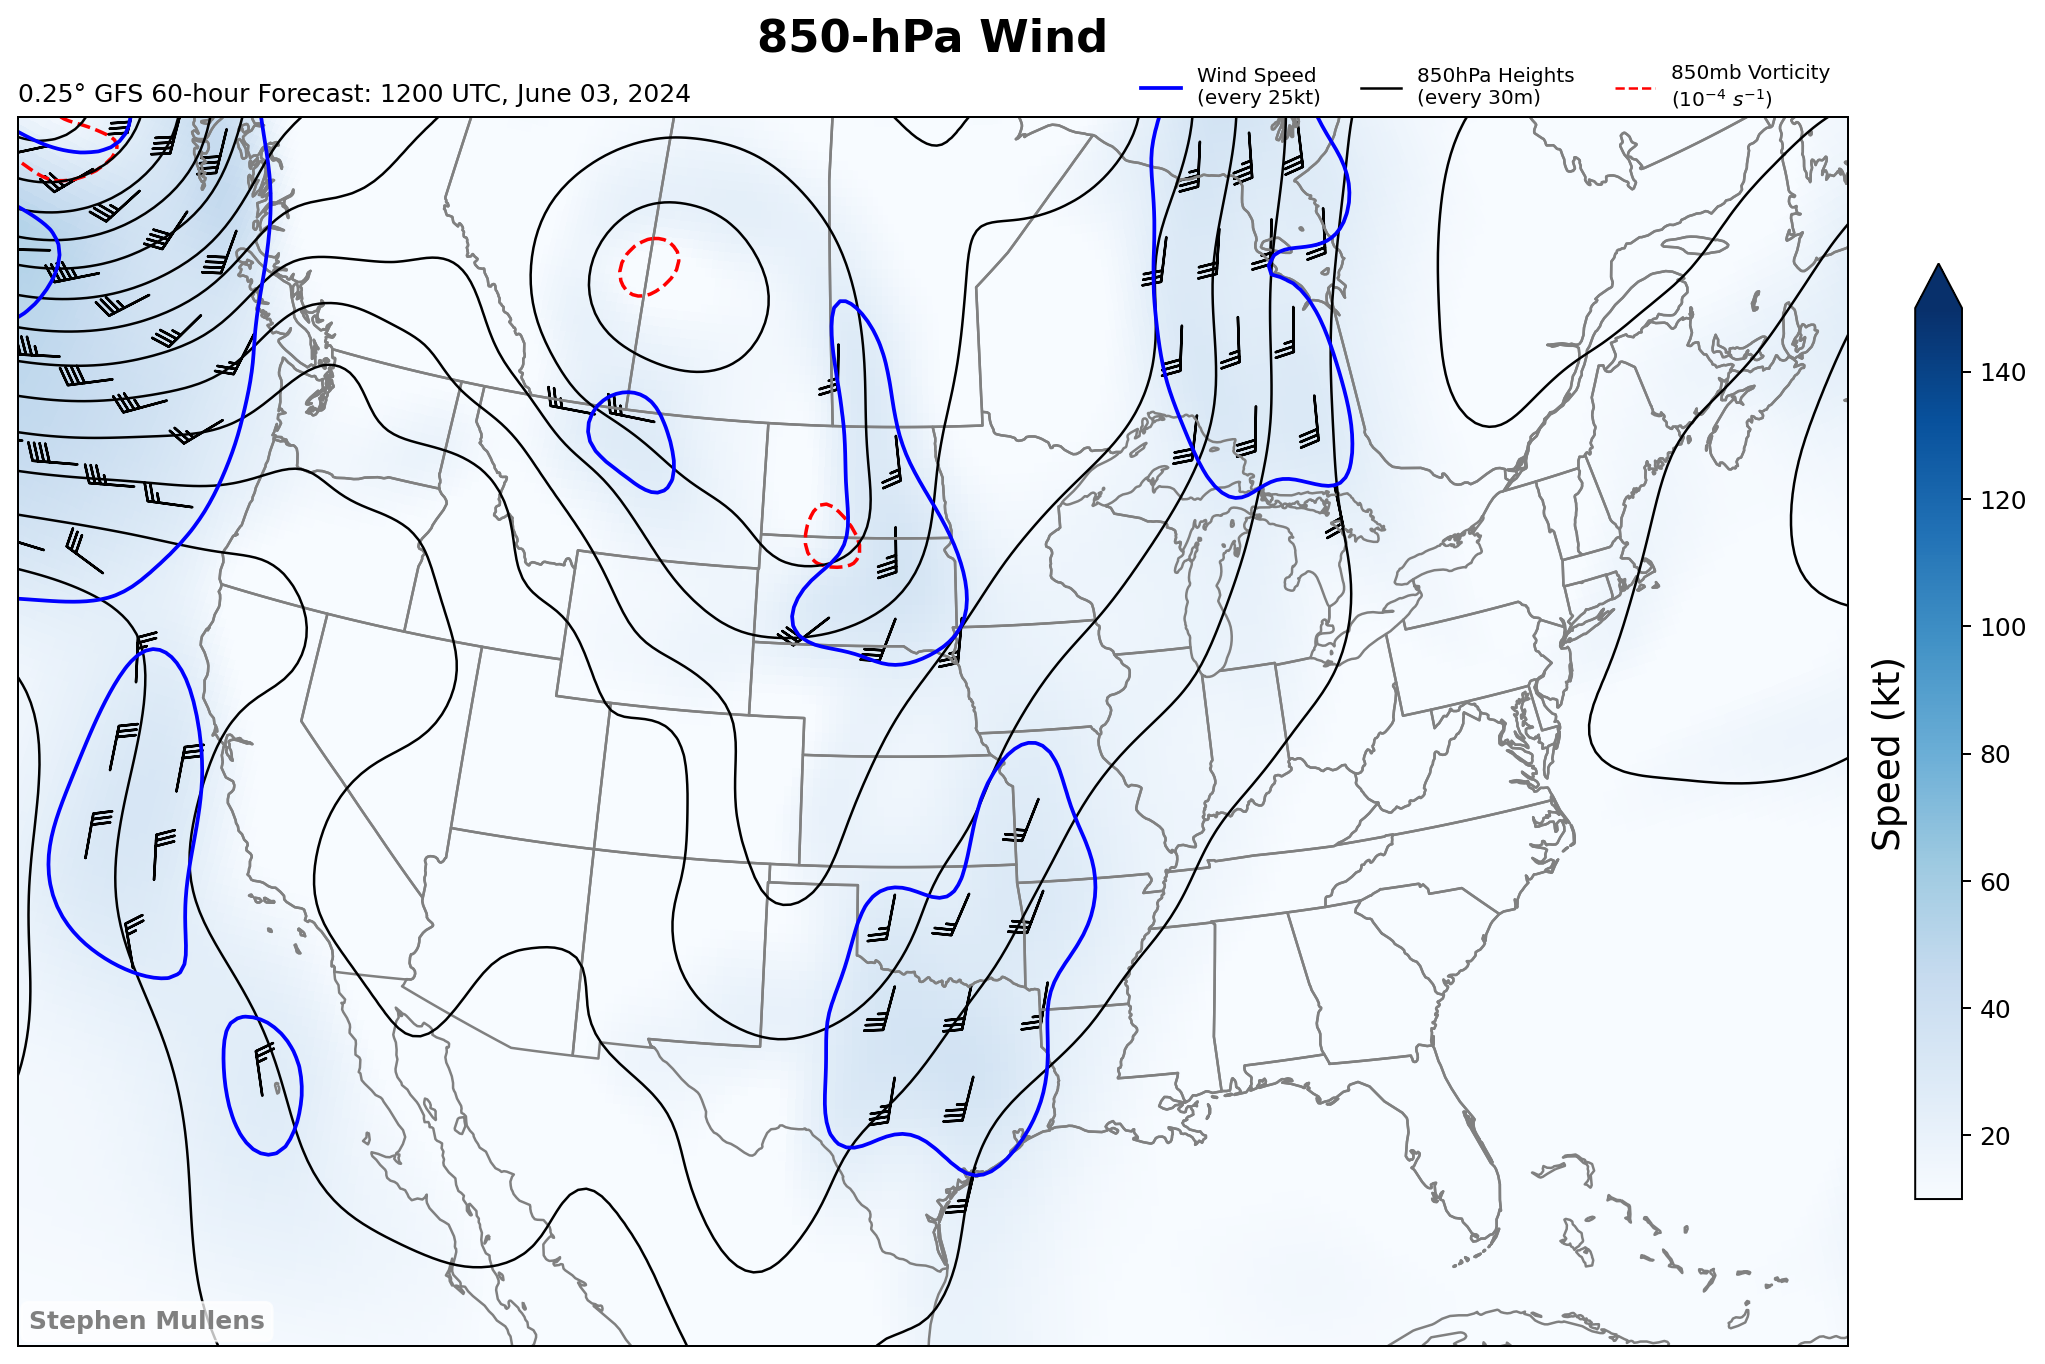 850-hPa Wind
0.25° GFS 60-hour Forecast: 1200 UTC, June 03, 2024
Wind Speed
(every 25kt)
850hPa Heights
(every 30m)
850mb Vorticity
(10⁻⁴ s⁻¹)
140
120
100
80
60
40
20
Speed (kt)
Stephen Mullens